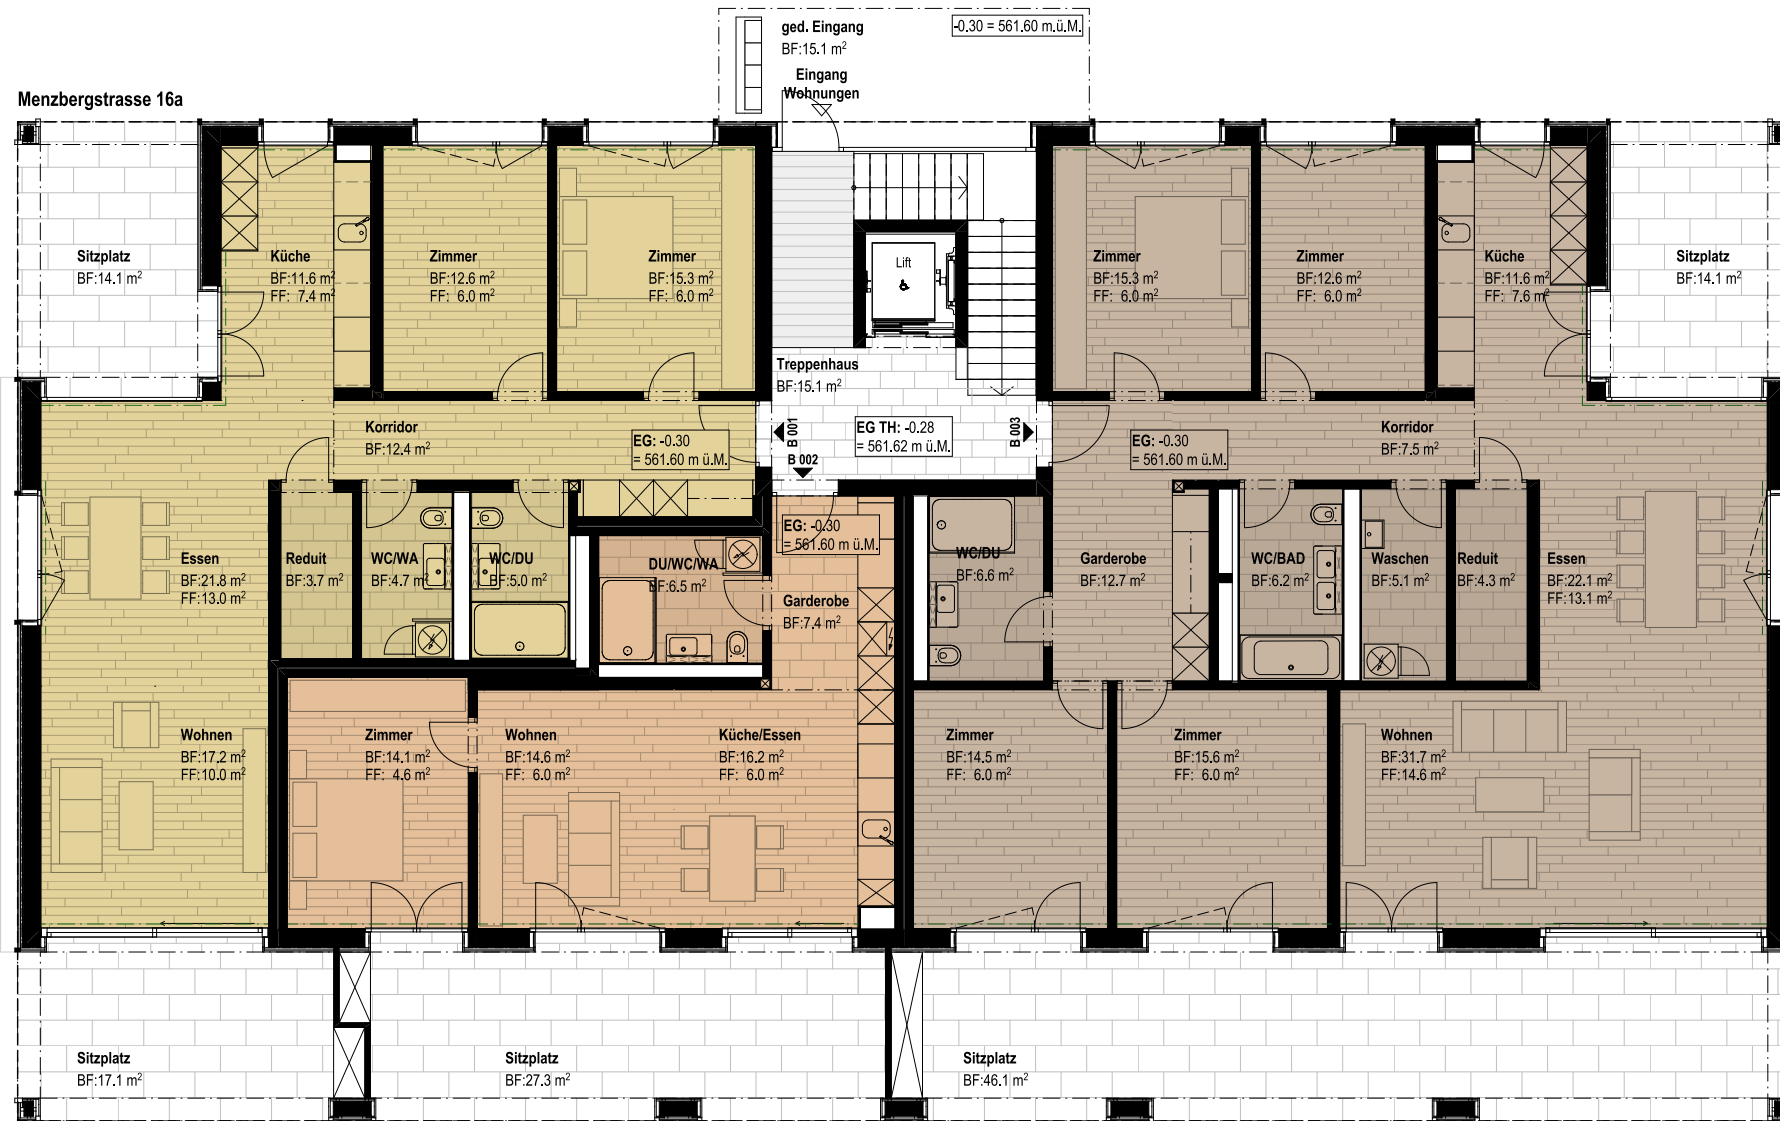 ged. Eingang
BF:15.1 m²
-0.30 = 561.60 m.ü.M.
Eingang
Wohnungen
Menzbergstrasse 16a
Sitzplatz
BF:14.1 m²
Küche
BF:11.6 m²
FF: 7.4 m²
Zimmer
BF:12.6 m²
FF: 6.0 m²
Zimmer
BF:15.3 m²
FF: 6.0 m²
Lift
Zimmer
BF:15.3 m²
FF: 6.0 m²
Zimmer
BF:12.6 m²
FF: 6.0 m²
Küche
BF:11.6 m²
FF: 7.6 m²
Sitzplatz
BF:14.1 m²
Treppenhaus
BF:15.1 m²
Korridor
BF:12.4 m²
EG: -0.30
= 561.60 m ü.M.
B 001
B 002
EG TH: -0.28
= 561.62 m ü.M.
B 003
EG: -0.30
= 561.60 m ü.M.
Korridor
BF:7.5 m²
EG: -0.30
= 561.60 m ü.M.
Essen
BF:21.8 m²
FF:13.0 m²
Reduit
BF:3.7 m²
WC/WA
BF:4.7 m²
WC/DU
BF:5.0 m²
DU/WC/WA
BF:6.5 m²
Garderobe
BF:7.4 m²
WC/DU
BF:6.6 m²
Garderobe
BF:12.7 m²
WC/BAD
BF:6.2 m²
Waschen
BF:5.1 m²
Reduit
BF:4.3 m²
Essen
BF:22.1 m²
FF:13.1 m²
Wohnen
BF:17.2 m²
FF:10.0 m²
Zimmer
BF:14.1 m²
FF: 4.6 m²
Wohnen
BF:14.6 m²
FF: 6.0 m²
Küche/Essen
BF:16.2 m²
FF: 6.0 m²
Zimmer
BF:14.5 m²
FF: 6.0 m²
Zimmer
BF:15.6 m²
FF: 6.0 m²
Wohnen
BF:31.7 m²
FF:14.6 m²
Sitzplatz
BF:17.1 m²
Sitzplatz
BF:27.3 m²
Sitzplatz
BF:46.1 m²